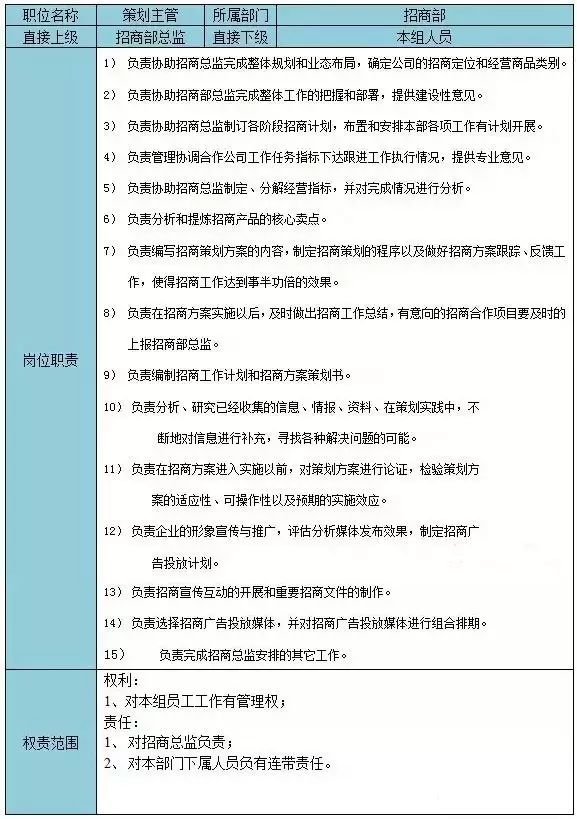 职位名称 策划主管 所属部门 招商部
直接上级 招商部总监 直接下级 本组人员
岗位职责
1） 负责协助招商总监完成整体规划和业态布局，确定公司的招商定位和经营商品类别。
2） 负责协助招商部总监完成整体工作的把握和部署，提供建设性意见。
3） 负责协助招商总监制订各阶段招商计划，布置和安排本部各项工作有计划开展。
4） 负责管理协调合作公司工作任务指标下达跟进工作执行情况，提供专业意见。
5） 负责协助招商总监制定、分解经营指标，并对完成情况进行分析。
6） 负责分析和提炼招商产品的核心卖点。
7） 负责编写招商策划方案的内容，制定招商策划的程序以及做好招商方案跟踪、反馈工
作，使得招商工作达到事半功倍的效果。
8） 负责在招商方案实施以后，及时做出招商工作总结，有意向的招商合作项目要及时的
上报招商部总监。
9） 负责编制招商工作计划和招商方案策划书。
10） 负责分析、研究已经收集的信息、情报、资料、在策划实践中，不
断地对信息进行补充，寻找各种解决问题的可能。
11） 负责在招商方案进入实施以前，对策划方案进行论证，检验策划方
案的适应性、可操作性以及预期的实施效应。
12） 负责企业的形象宣传与推广，评估分析媒体发布效果，制定招商广
告投放计划。
13） 负责招商宣传互动的开展和重要招商文件的制作。
14） 负责选择招商广告投放媒体，并对招商广告投放媒体进行组合排期。
15） 负责完成招商总监安排的其它工作。
权责范围
权利：
1、对本组员工工作有管理权；
责任：
1、 对招商总监负责；
2、 对本部门下属人员负有连带责任。